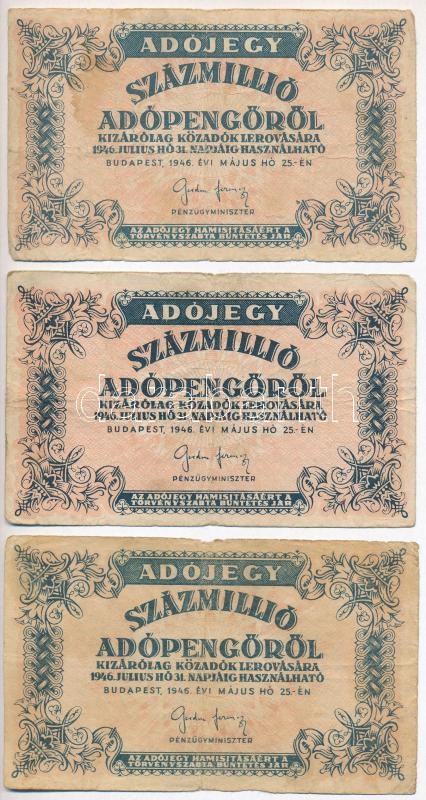 ADÓJEGY
SZÁZMILLIÓ
ADÓPENGŐRŐL
KIZÁRÓLAG KÖZADÓK LEROVÁSÁRA
1946. JULIUS HÓ 31. NAPJÁIG HASZNÁLHATÓ
BUDAPEST, 1946. ÉVI MÁJUS HÓ 25.-ÉN
PÉNZÜGYMINISZTER
AZ ADÓJEGY HAMISITÁSÁÉRT A
TÖRVÉNYSZABTA BÜNTETÉS JÁR
ADÓJEGY
SZÁZMILLIÓ
ADÓPENGŐRŐL
KIZÁRÓLAG KÖZADÓK LEROVÁSÁRA
1946. JULIUS HÓ 31. NAPJÁIG HASZNÁLHATÓ
BUDAPEST, 1946. ÉVI MÁJUS HÓ 25.-ÉN
PÉNZÜGYMINISZTER
AZ ADÓJEGY HAMISITÁSÁÉRT A
TÖRVÉNYSZABTA BÜNTETÉS JÁR
ADÓJEGY
SZÁZMILLIÓ
ADÓPENGŐRŐL
KIZÁRÓLAG KÖZADÓK LEROVÁSÁRA
1946. JULIUS HÓ 31. NAPJÁIG HASZNÁLHATÓ
BUDAPEST, 1946. ÉVI MÁJUS HÓ 25.-ÉN
PÉNZÜGYMINISZTER
AZ ADÓJEGY HAMISITÁSÁÉRT A
TÖRVÉNYSZABTA BÜNTETÉS JÁR